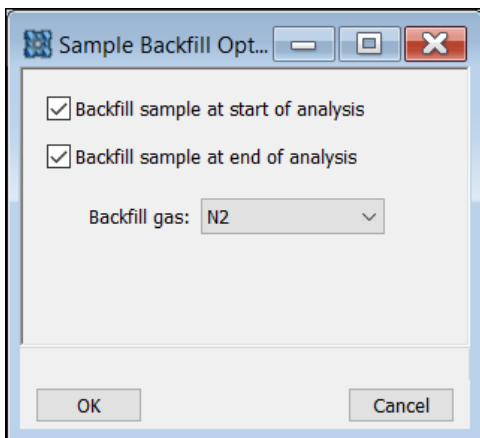 Sample Backfill Opt...
Backfill sample at start of analysis
Backfill sample at end of analysis
Backfill gas: N2
OK Cancel